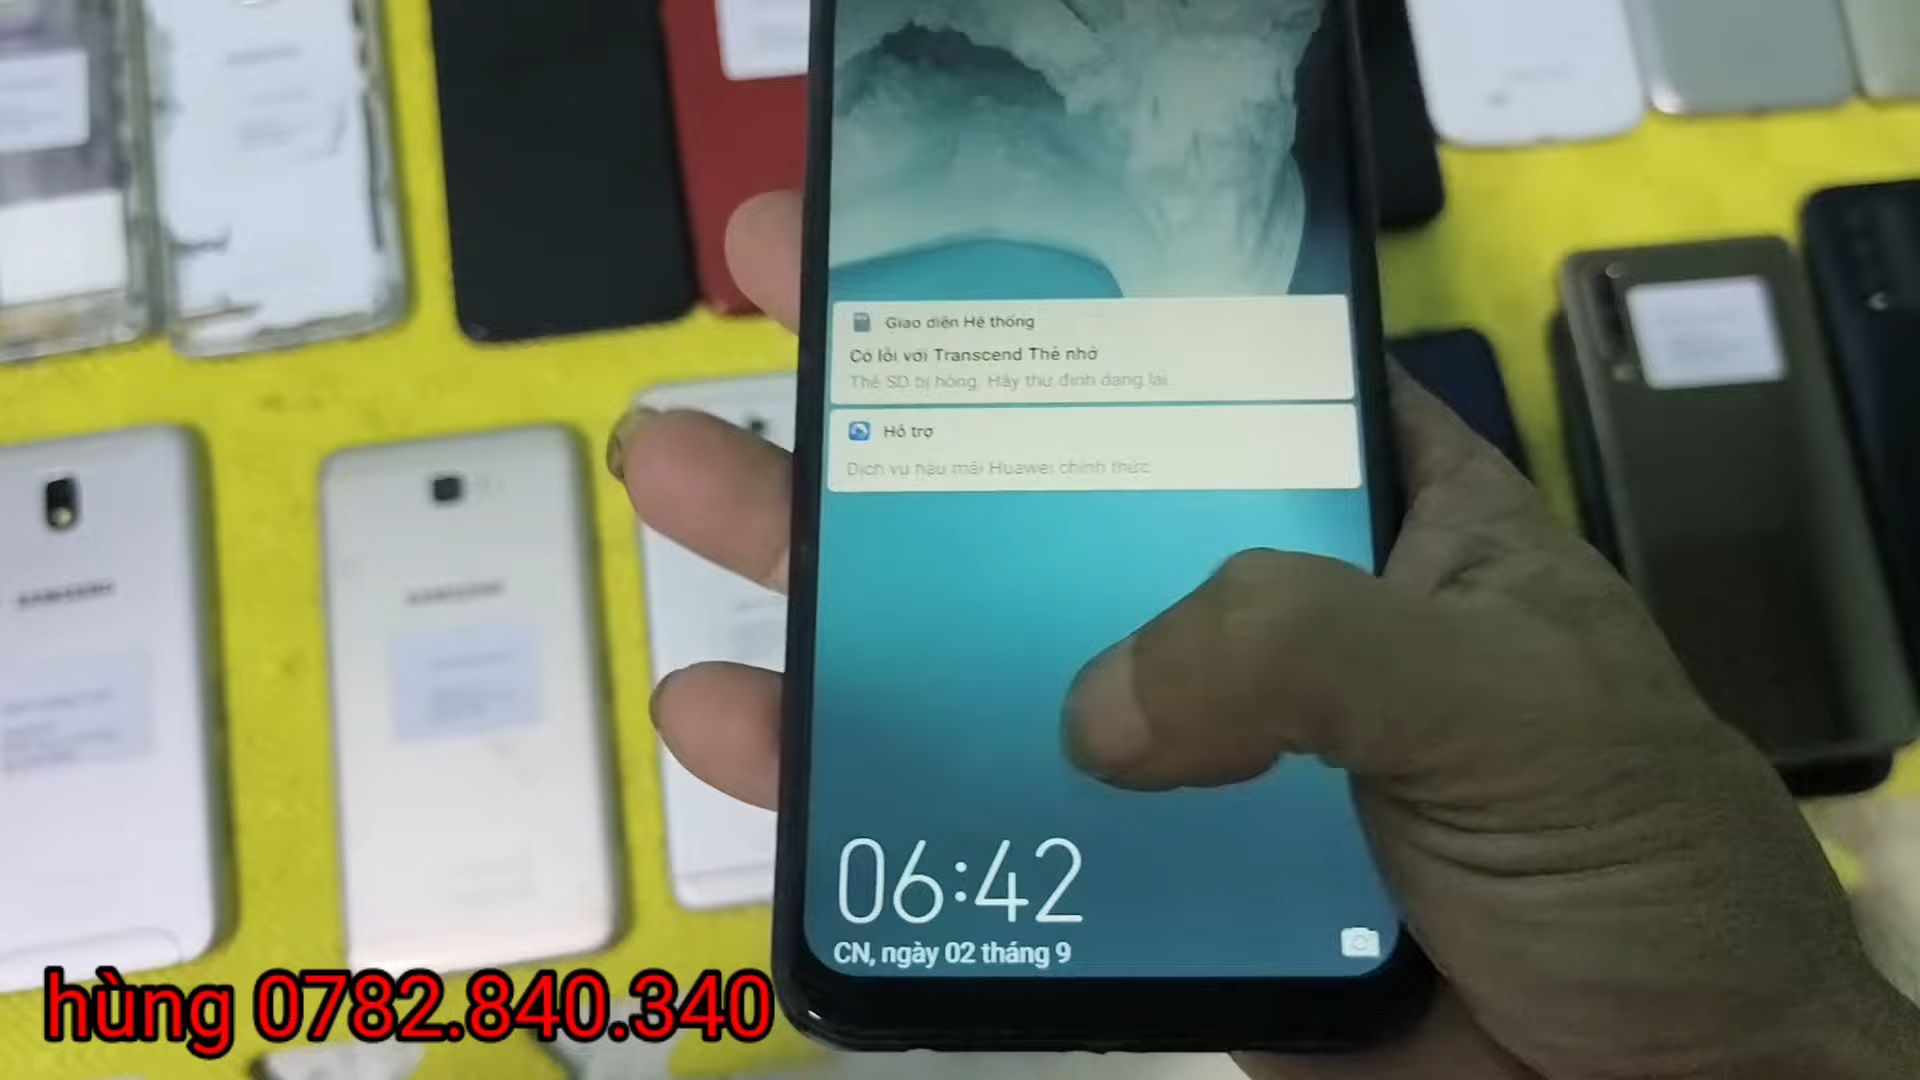 Giao diện Hệ thống
Có lỗi với Transcend Thẻ nhớ
Thẻ SD bị hỏng. Hãy thử định dạng lại.
Hỗ trợ
Dịch vụ hậu mãi Huawei chính thức
06:42
CN, ngày 02 tháng 9
SAMSUNG
SAMSUNG
hùng 0782.840.340